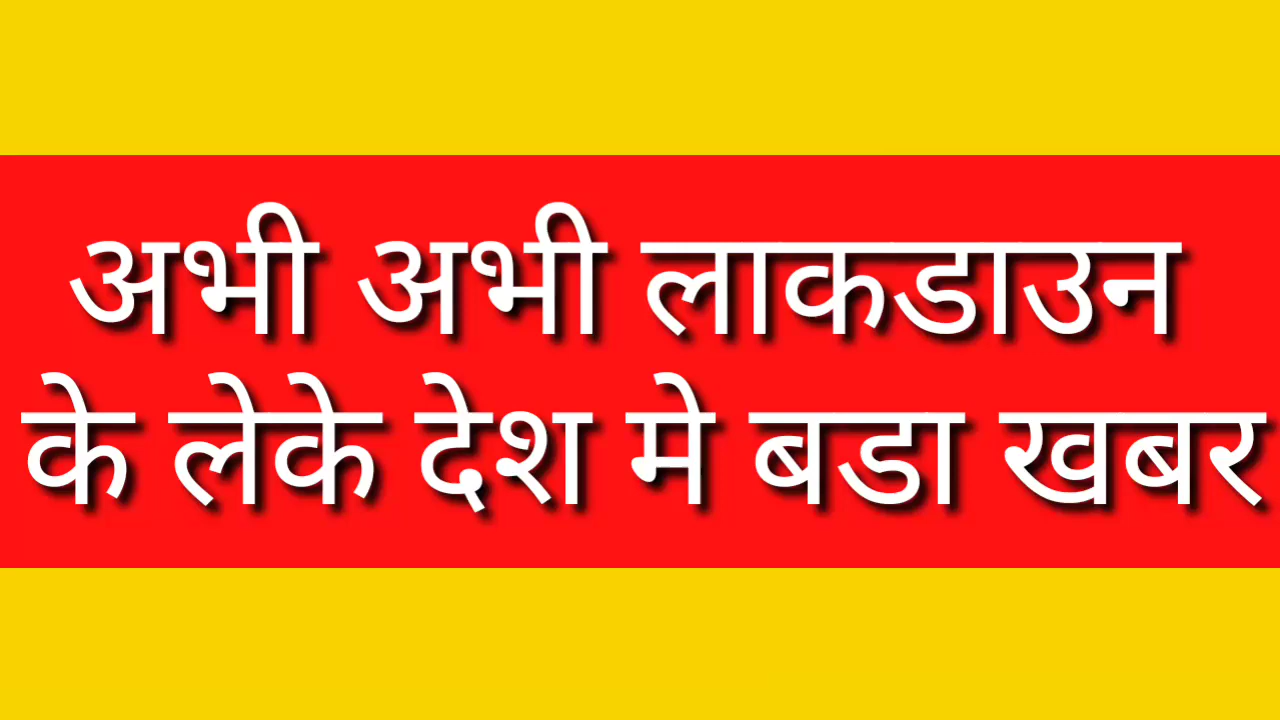 अभी अभी लाकडाउन
के लेके देश मे बडा खबर